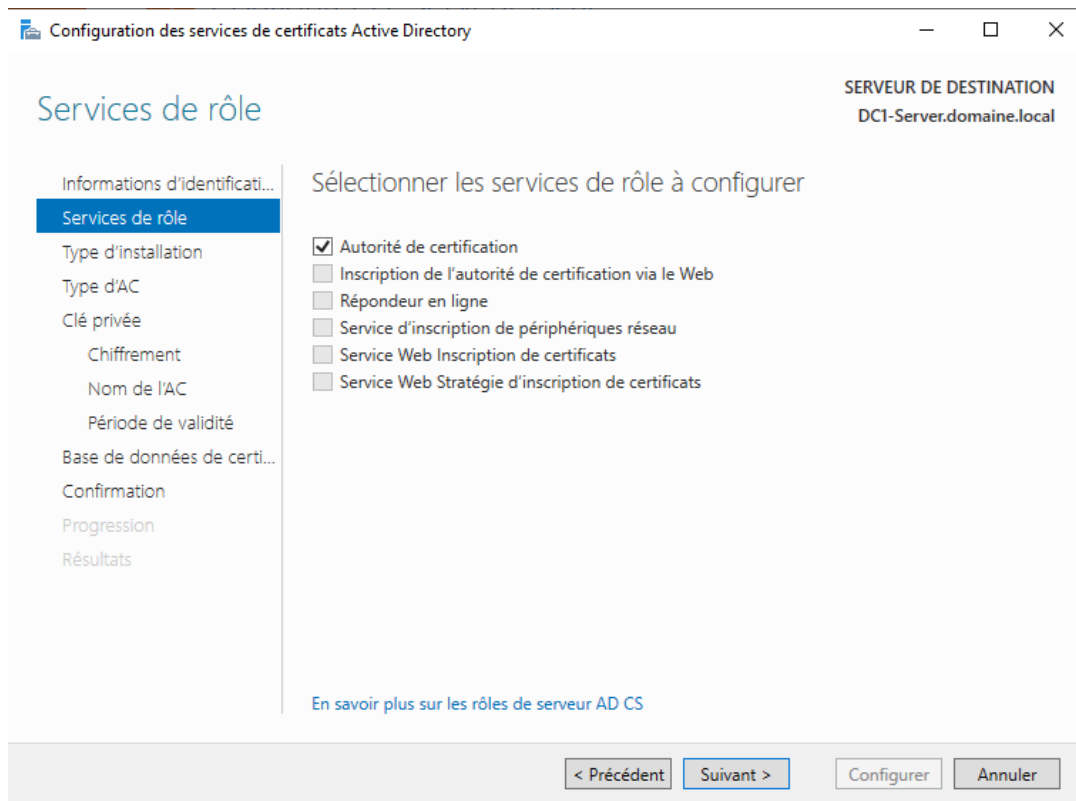 Configuration des services de certificats Active Directory
Services de rôle
SERVEUR DE DESTINATION
DC1-Server.domaine.local
Informations d'identificati...
Services de rôle
Type d'installation
Type d'AC
Clé privée
Chiffrement
Nom de l'AC
Période de validité
Base de données de certi...
Confirmation
Progression
Résultats
Sélectionner les services de rôle à configurer
Autorité de certification
Inscription de l'autorité de certification via le Web
Répondeur en ligne
Service d'inscription de périphériques réseau
Service Web Inscription de certificats
Service Web Stratégie d'inscription de certificats
En savoir plus sur les rôles de serveur AD CS
< Précédent
Suivant >
Configurer
Annuler